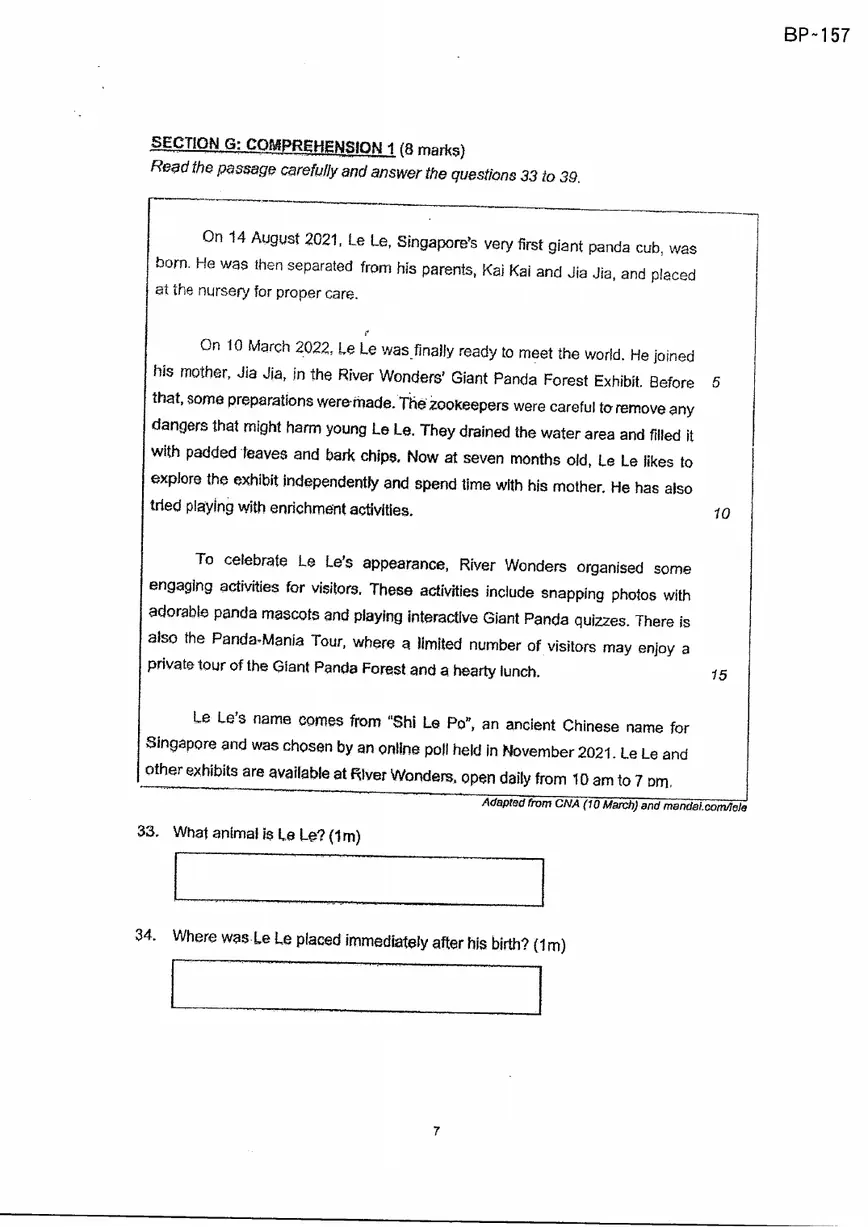 BP-157
SECTION G: COMPREHENSION 1 (8 marks)
Read the passage carefully and answer the questions 33 to 39.
On 14 August 2021, Le Le, Singapore's very first giant panda cub, was
born. He was then separated from his parents, Kai Kai and Jia Jia, and placed
at the nursery for proper care.
On 10 March 2022, Le Le was finally ready to meet the world. He joined
his mother, Jia Jia, in the River Wonders' Giant Panda Forest Exhibit. Before 5
that, some preparations were made. The zookeepers were careful to remove any
dangers that might harm young Le Le. They drained the water area and filled it
with padded leaves and bark chips. Now at seven months old, Le Le likes to
explore the exhibit independently and spend time with his mother. He has also
tried playing with enrichment activities. 10
To celebrate Le Le's appearance, River Wonders organised some
engaging activities for visitors. These activities include snapping photos with
adorable panda mascots and playing interactive Giant Panda quizzes. There is
also the Panda-Mania Tour, where a limited number of visitors may enjoy a
private tour of the Giant Panda Forest and a hearty lunch. 15
Le Le's name comes from "Shi Le Po", an ancient Chinese name for
Singapore and was chosen by an online poll held in November 2021. Le Le and
other exhibits are available at River Wonders, open daily from 10 am to 7 pm.
Adapted from CNA (10 March) and mandai.com/lele
33. What animal is Le Le? (1m)
34. Where was Le Le placed immediately after his birth? (1m)
7